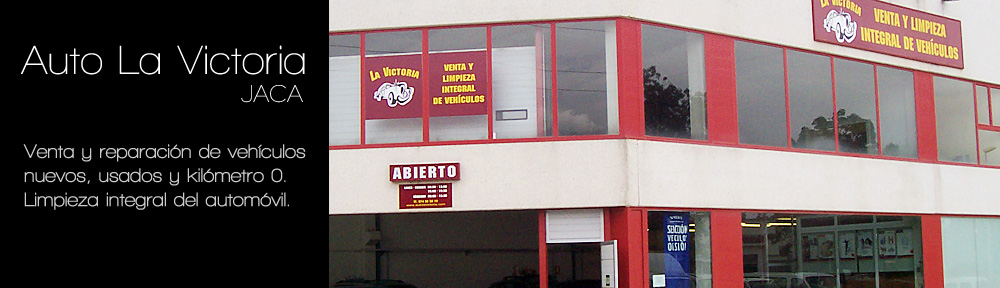 Auto La Victoria
JACA
Venta y reparación de vehículos
nuevos, usados y kilómetro 0.
Limpieza integral del automóvil.
LA VICTORIA
VENTA Y
LIMPIEZA
INTEGRAL
DE VEHÍCULOS
LA VICTORIA
VENTA Y LIMPIEZA
INTEGRAL DE VEHÍCULOS
ABIERTO